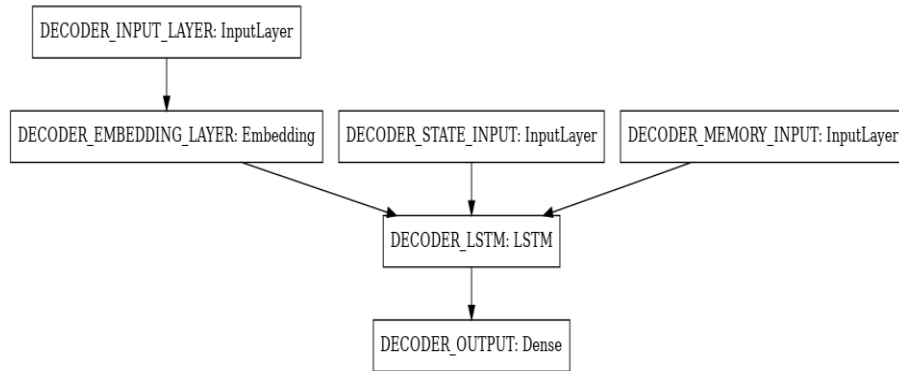 DECODER_INPUT_LAYER: InputLayer
DECODER_EMBEDDING_LAYER: Embedding
DECODER_STATE_INPUT: InputLayer
DECODER_MEMORY_INPUT: InputLayer
DECODER_LSTM: LSTM
DECODER_OUTPUT: Dense